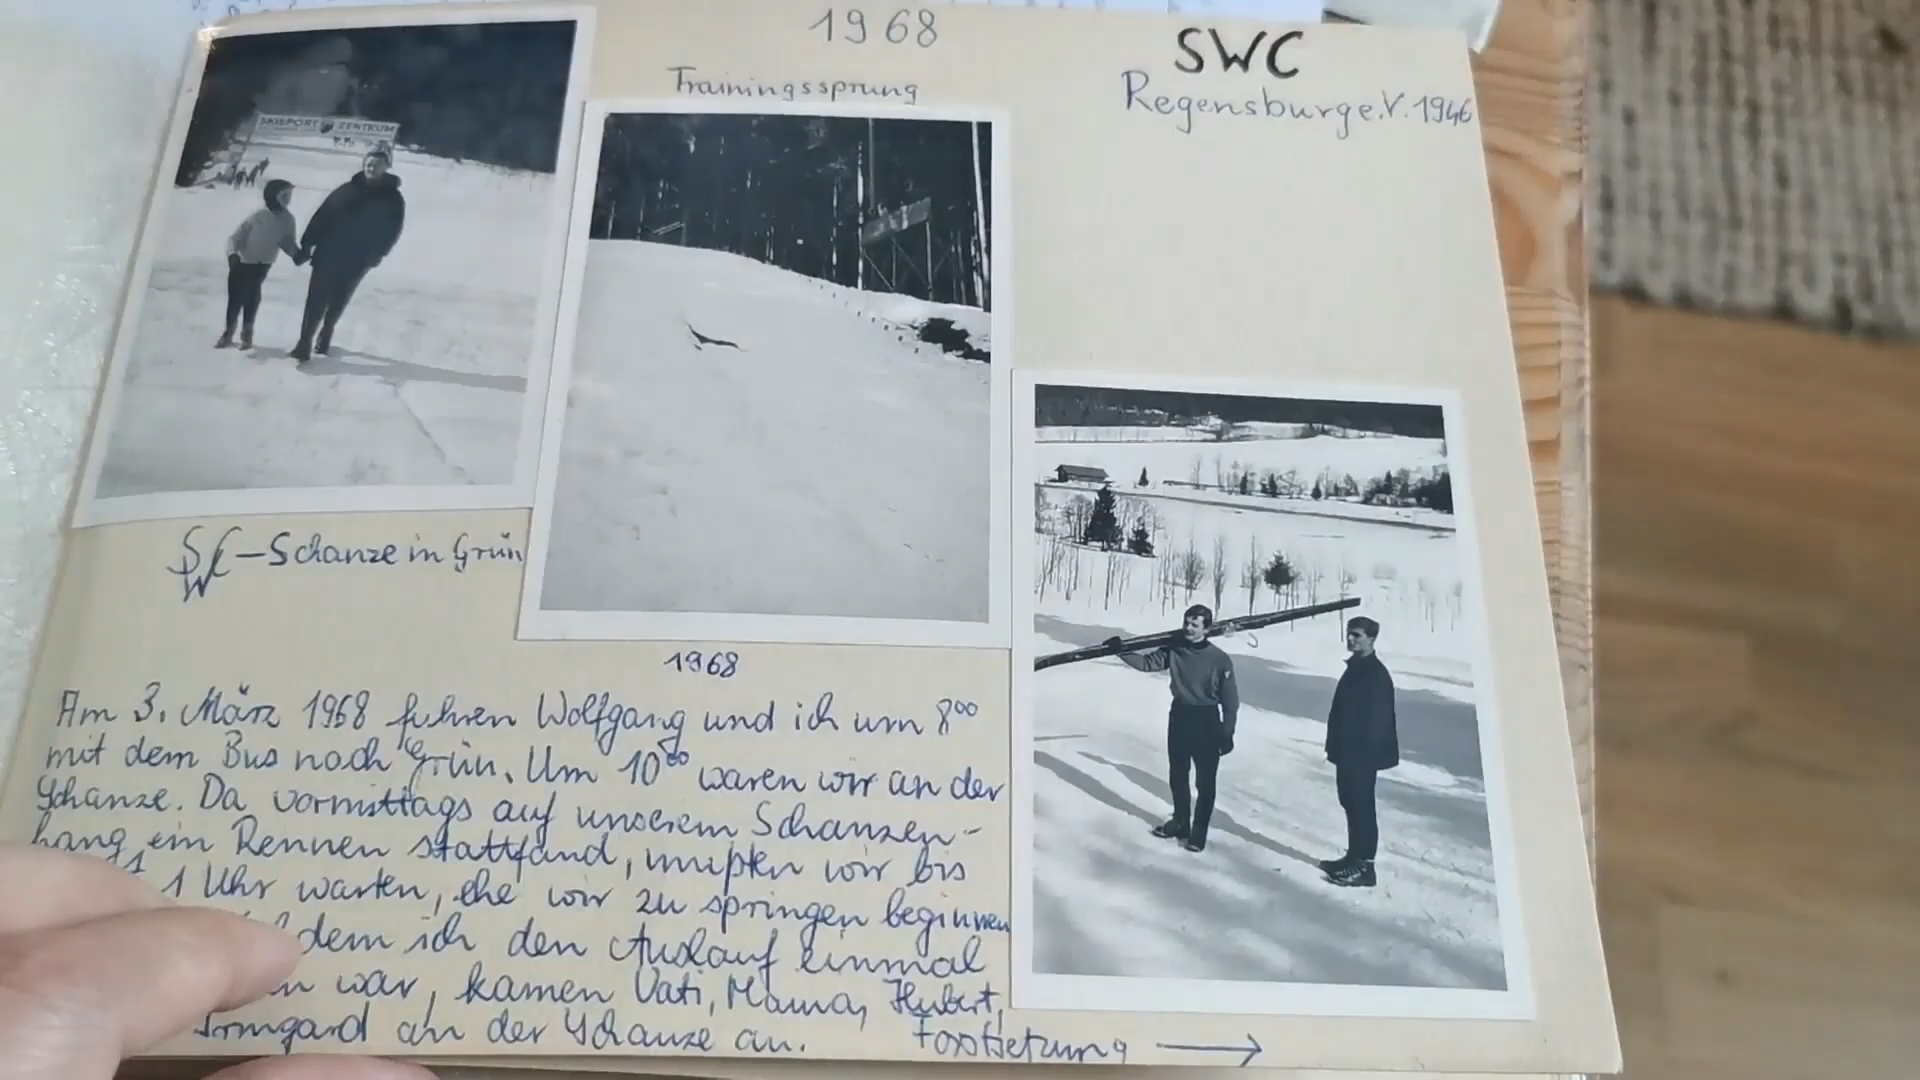 1968
SWC
Regensburg e.V. 1946
Trainingssprung
SKISPORT ZENTRUM
SWC-Schanze in Grün
1968
Am 3. März 1968 fuhren Wolfgang und ich um 8⁰⁰
mit dem Bus nach Grün. Um 10⁰⁰ waren wir an der
Schanze. Da vormittags auf unserem Schanzen-
hang ein Rennen stattfand, mußten wir bis
1 Uhr warten, ehe wir zu springen beginnen
dem ich den Auslauf einmal
war, kamen Vati, Mama, Hubert,
Irmgard an der Schanze an.
Fortsetzung →